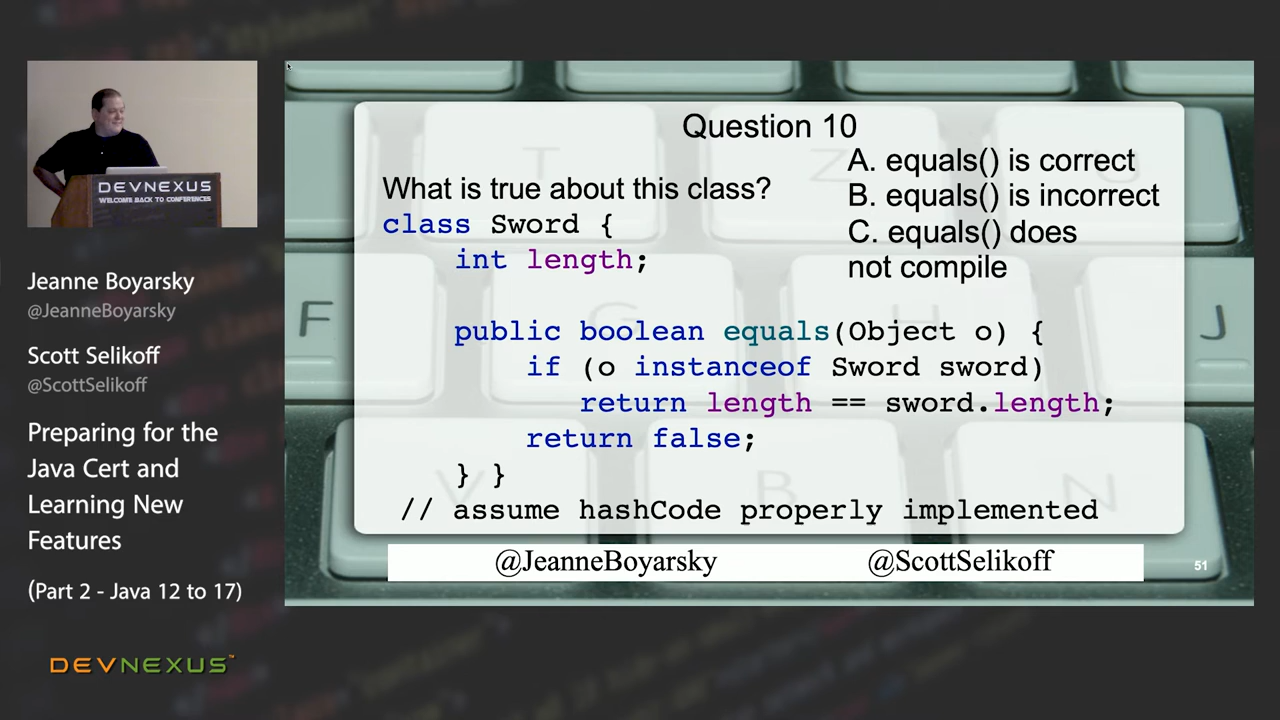 DEVNEXUS
WELCOME BACK TO CONFERENCES
Jeanne Boyarsky
@JeanneBoyarsky
Scott Selikoff
@ScottSelikoff
Preparing for the
Java Cert and
Learning New
Features
(Part 2 - Java 12 to 17)
DEVNEXUS™
Question 10
What is true about this class?
A. equals() is correct
B. equals() is incorrect
C. equals() does
not compile
class Sword {
int length;
public boolean equals(Object o) {
if (o instanceof Sword sword)
return length == sword.length;
return false;
} }
// assume hashCode properly implemented
@JeanneBoyarsky @ScottSelikoff
51
F
T
Z
U
G
H
J
V
B
N